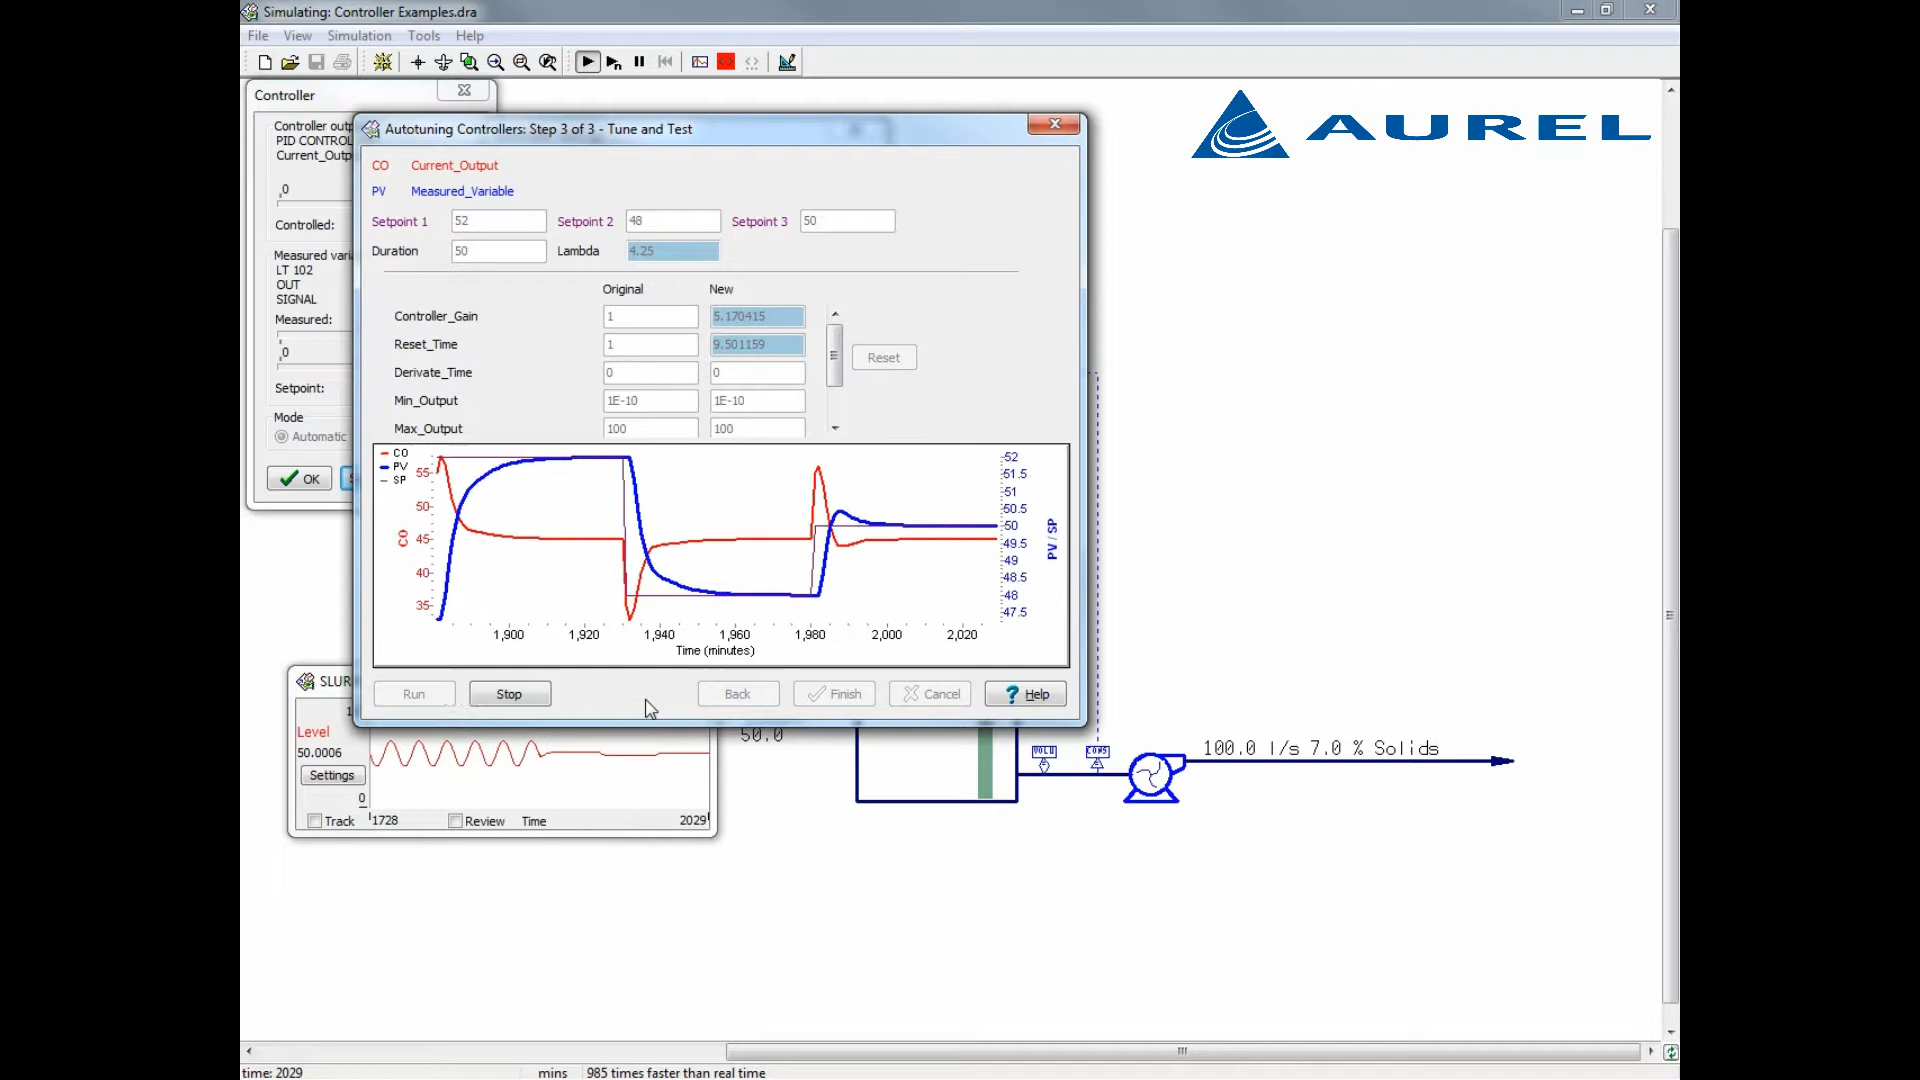 Simulating: Controller Examples.dra
File View Simulation Tools Help
Controller
Controller outp
PID CONTROL
Current_Outp
0
Controlled:
Measured varia
LT 102
OUT
SIGNAL
Measured:
0
Setpoint:
Mode
Automatic
OK
AUREL
Autotuning Controllers: Step 3 of 3 - Tune and Test
CO Current_Output
PV Measured_Variable
Setpoint 1 52 Setpoint 2 48 Setpoint 3 50
Duration 50 Lambda 4.25
Original New
Controller_Gain 1 5.170415
Reset_Time 1 9.501159
Reset
Derivate_Time 0 0
Min_Output 1E-10 1E-10
Max_Output 100 100
CO
PV
SP
55
50
45
40
35
CO
52
51.5
51
50.5
50
49.5
49
48.5
48
47.5
PV / SP
1,900 1,920 1,940 1,960 1,980 2,000 2,020
Time (minutes)
Run Stop Back Finish Cancel Help
SLUR
1
Level
50.0006
Settings
0
Track 1728 Review Time 2029
50.0
CONS
100.0 l/s 7.0 % Solids
time: 2029 mins 985 times faster than real time